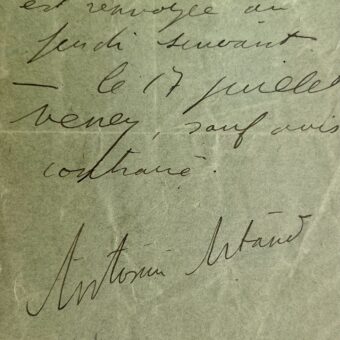 est renvoyée au
jeudi suivant
— le 17 juillet
venez, sauf avis
contraire.
Antonin Artaud